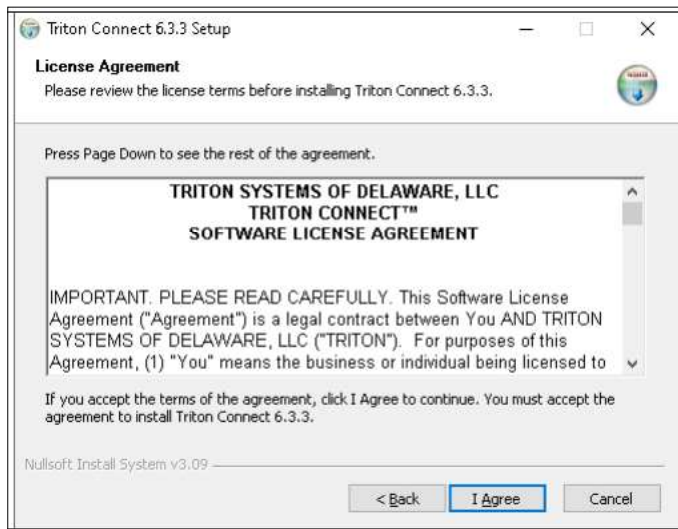 Triton Connect 6.3.3 Setup
License Agreement
Please review the license terms before installing Triton Connect 6.3.3.
Press Page Down to see the rest of the agreement.
TRITON SYSTEMS OF DELAWARE, LLC
TRITON CONNECT™
SOFTWARE LICENSE AGREEMENT
IMPORTANT. PLEASE READ CAREFULLY. This Software License
Agreement ("Agreement") is a legal contract between You AND TRITON
SYSTEMS OF DELAWARE, LLC ("TRITON").  For purposes of this
Agreement, (1) "You" means the business or individual being licensed to
If you accept the terms of the agreement, click I Agree to continue. You must accept the
agreement to install Triton Connect 6.3.3.
Nullsoft Install System v3.09
< Back
I Agree
Cancel